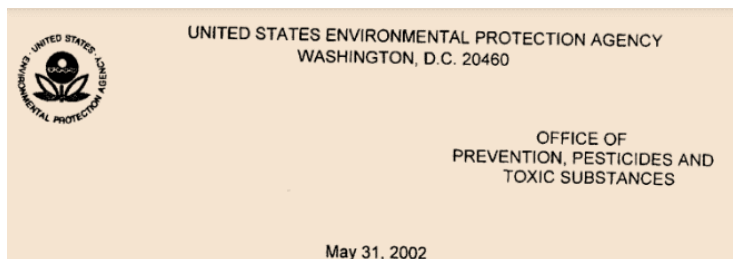 UNITED STATES ENVIRONMENTAL PROTECTION AGENCY
WASHINGTON, D.C. 20460
UNITED STATES
ENVIRONMENTAL PROTECTION AGENCY
OFFICE OF
PREVENTION, PESTICIDES AND
TOXIC SUBSTANCES
May 31, 2002